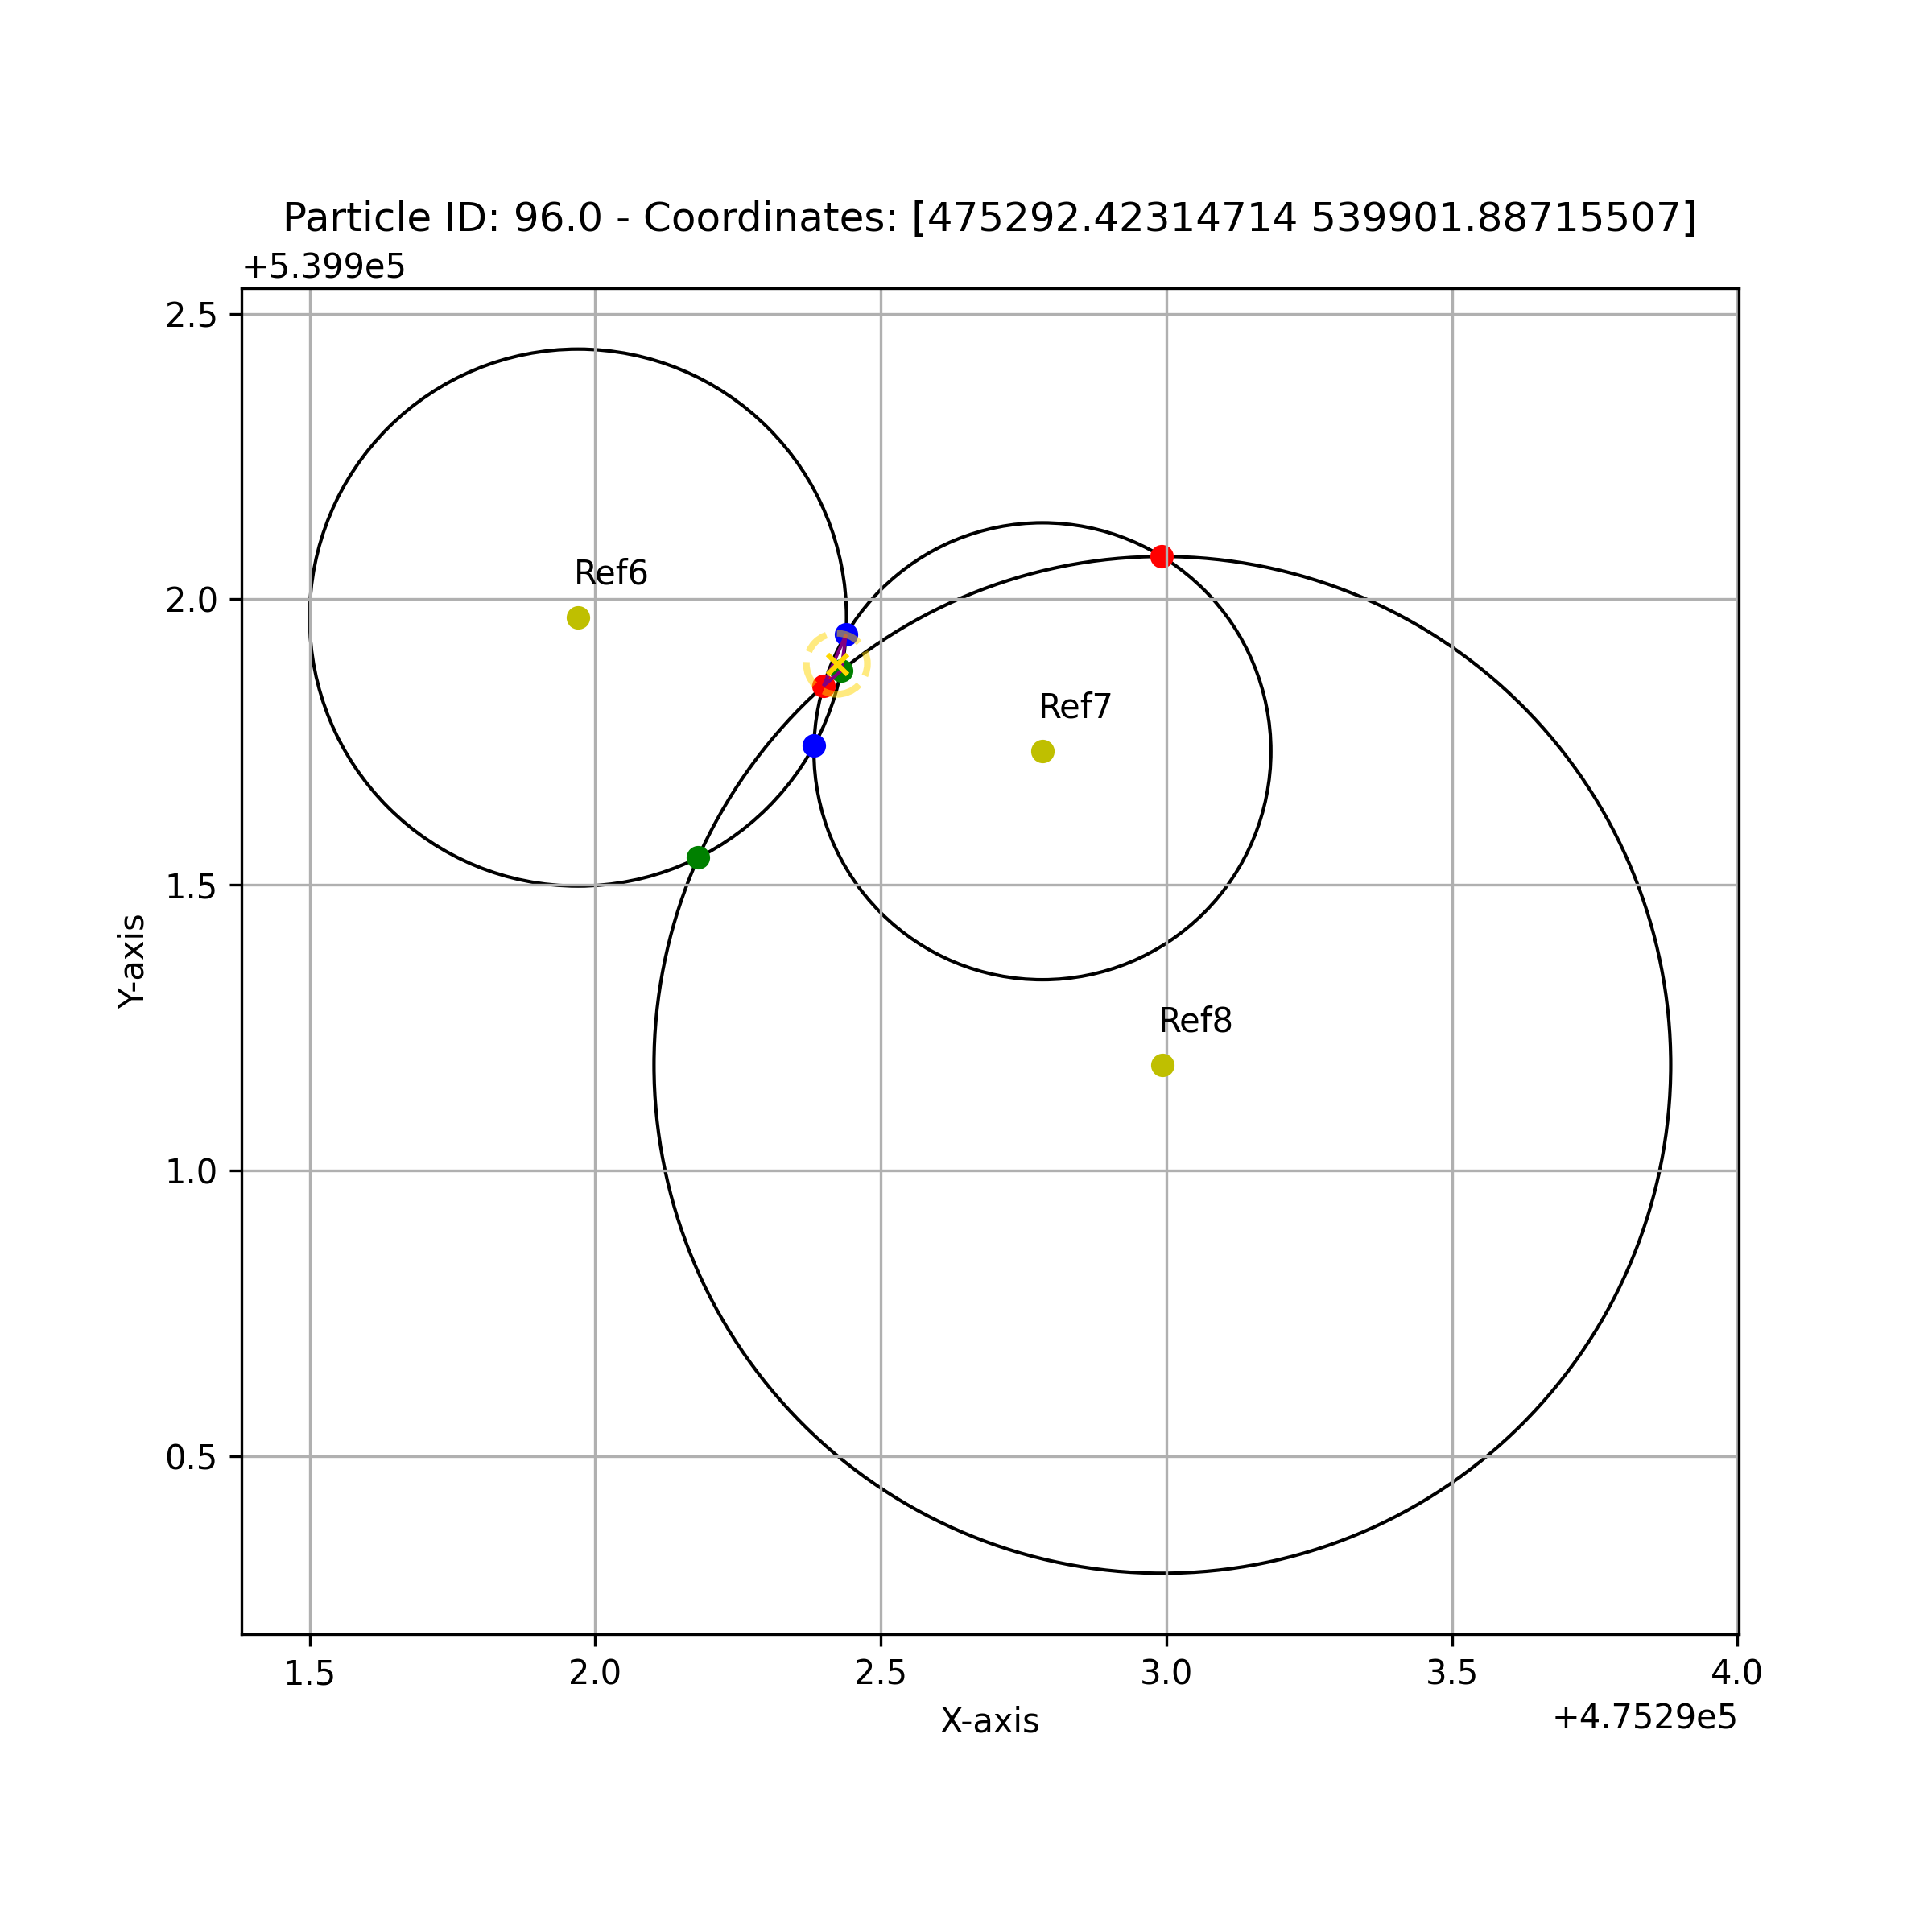 Particle ID: 96.0 - Coordinates: [475292.42314714 539901.88715507]
+5.399e5
2.5
2.0
1.5
1.0
0.5
Y-axis
Ref6
Ref7
Ref8
1.5 2.0 2.5 3.0 3.5 4.0
X-axis
+4.7529e5